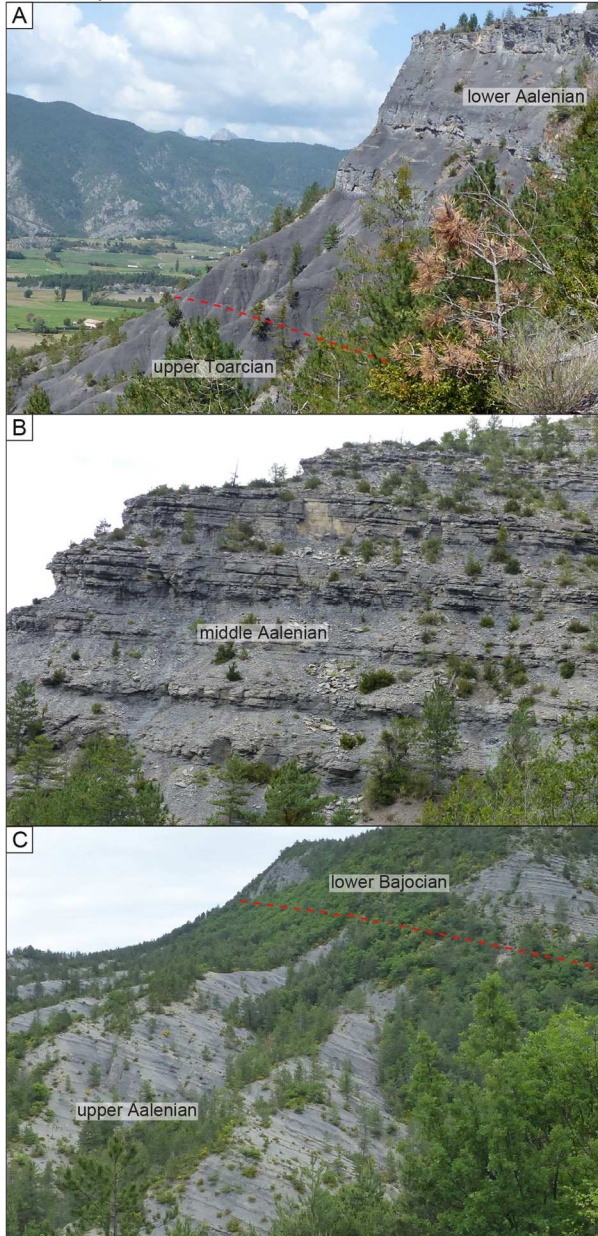 A
lower Aalenian
upper Toarcian
B
middle Aalenian
C
lower Bajocian
upper Aalenian